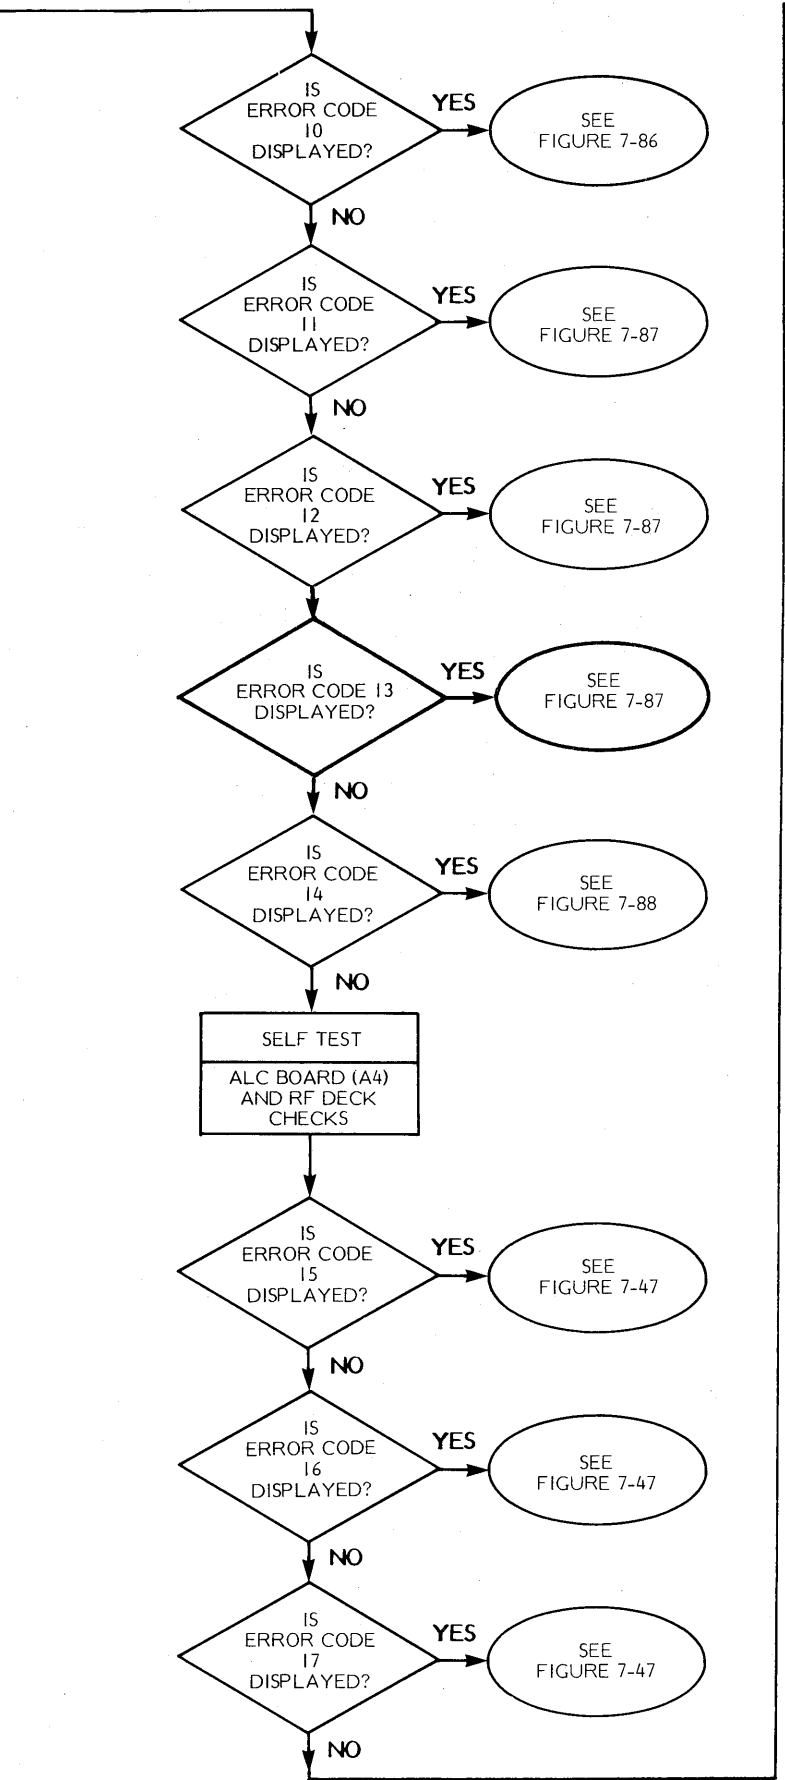 IS
ERROR CODE
10
DISPLAYED?
YES
SEE
FIGURE 7-86
NO
IS
ERROR CODE
11
DISPLAYED?
YES
SEE
FIGURE 7-87
NO
IS
ERROR CODE
12
DISPLAYED?
YES
SEE
FIGURE 7-87
IS
ERROR CODE 13
DISPLAYED?
YES
SEE
FIGURE 7-87
NO
IS
ERROR CODE
14
DISPLAYED?
YES
SEE
FIGURE 7-88
NO
SELF TEST
ALC BOARD (A4)
AND RF DECK
CHECKS
IS
ERROR CODE
15
DISPLAYED?
YES
SEE
FIGURE 7-47
NO
IS
ERROR CODE
16
DISPLAYED?
YES
SEE
FIGURE 7-47
NO
IS
ERROR CODE
17
DISPLAYED?
YES
SEE
FIGURE 7-47
NO